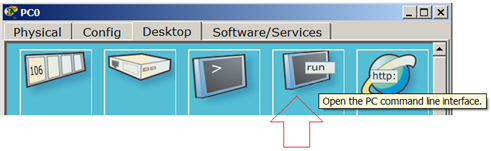 PC0
Physical Config Desktop Software/Services
106 > run http:
Open the PC command line interface.